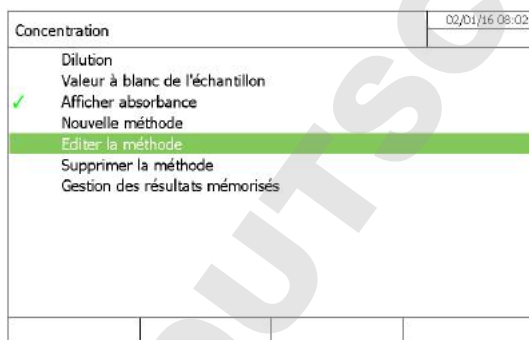 Concentration
02/01/16 08:02
Dilution
Valeur à blanc de l'échantillon
✓ Afficher absorbance
Nouvelle méthode
Editer la méthode
Supprimer la méthode
Gestion des résultats mémorisés